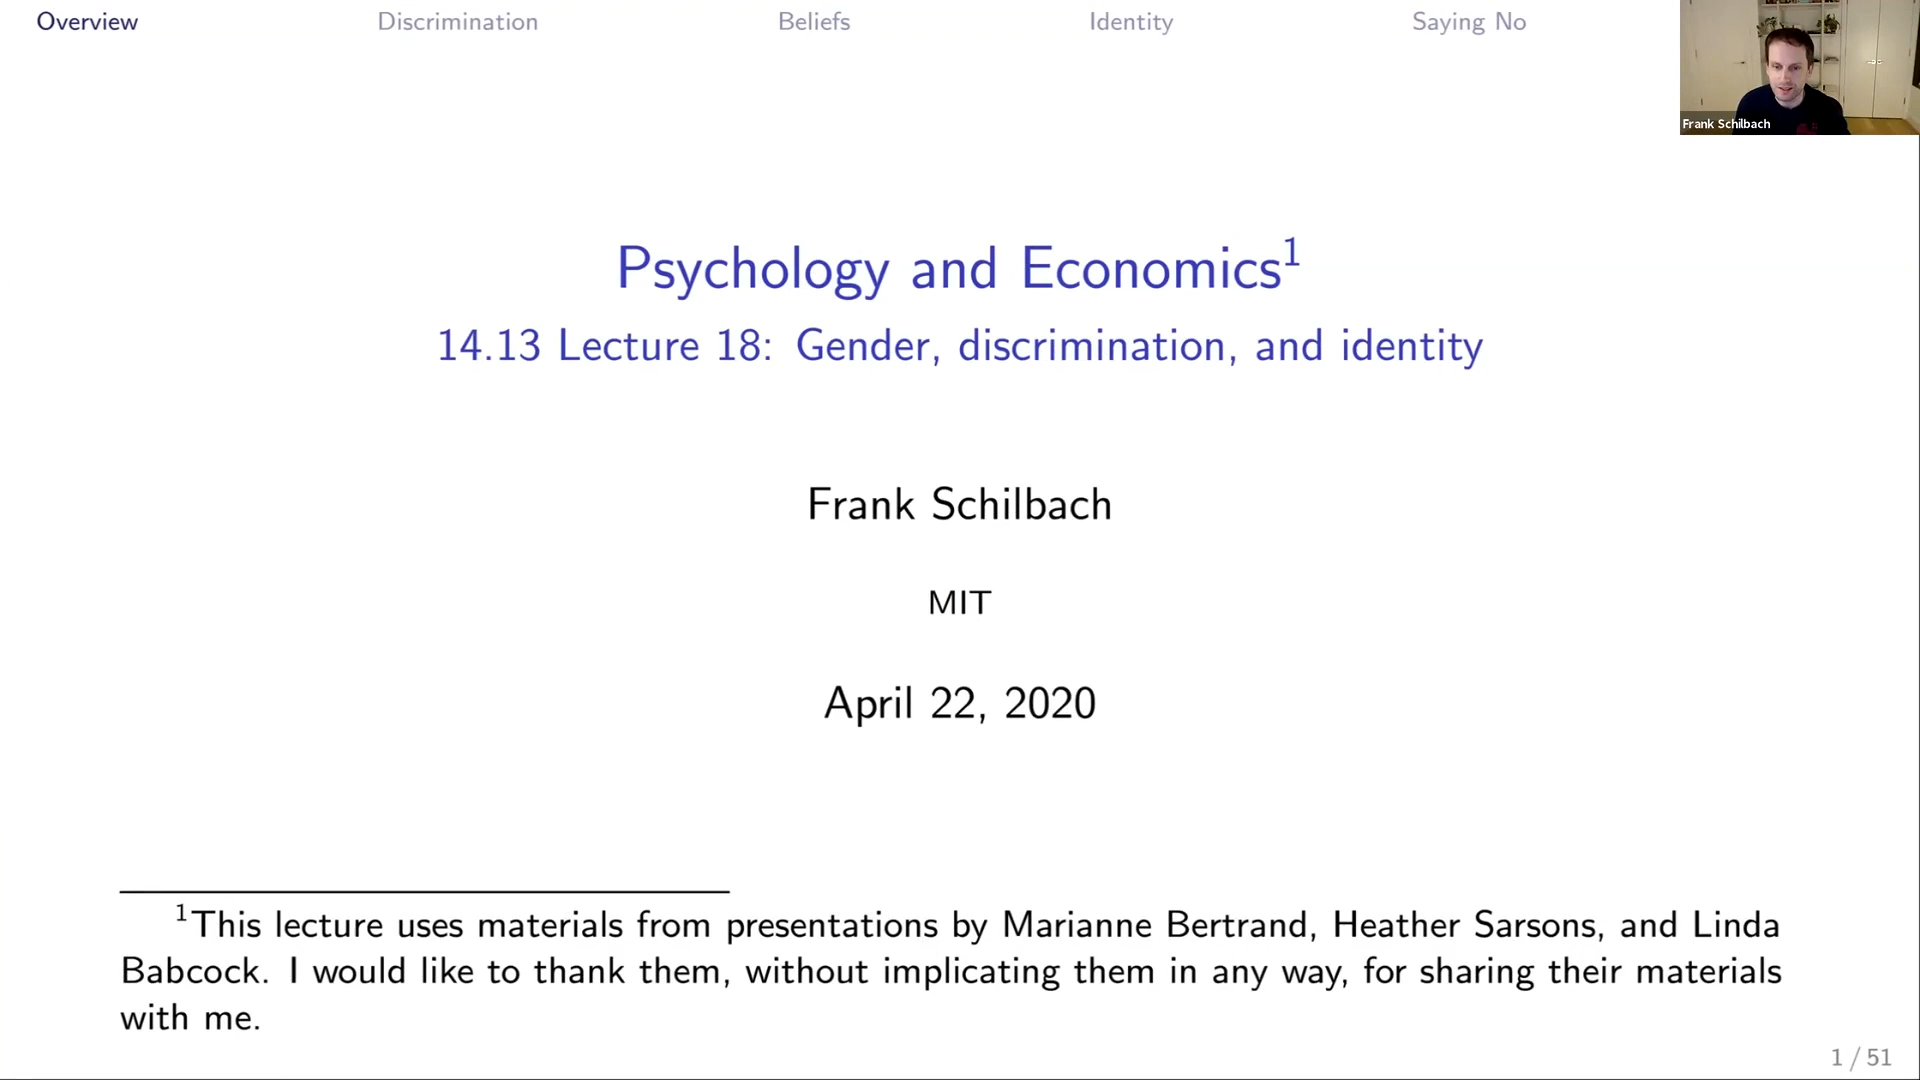 Overview Discrimination Beliefs Identity Saying No
Frank Schilbach
Psychology and Economics¹
14.13 Lecture 18: Gender, discrimination, and identity
Frank Schilbach
MIT
April 22, 2020
¹This lecture uses materials from presentations by Marianne Bertrand, Heather Sarsons, and Linda
Babcock. I would like to thank them, without implicating them in any way, for sharing their materials
with me.
1 / 51